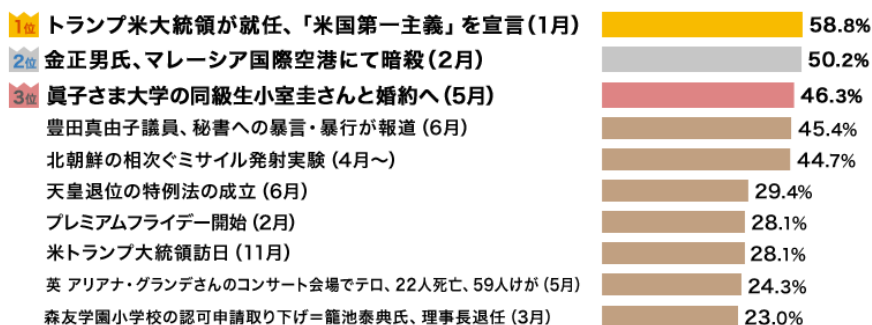 1位 トランプ米大統領が就任、「米国第一主義」を宣言(1月) 58.8%
2位 金正男氏、マレーシア国際空港にて暗殺(2月) 50.2%
3位 眞子さま大学の同級生小室圭さんと婚約へ(5月) 46.3%
豊田真由子議員、秘書への暴言・暴行が報道(6月) 45.4%
北朝鮮の相次ぐミサイル発射実験(4月〜) 44.7%
天皇退位の特例法の成立(6月) 29.4%
プレミアムフライデー開始(2月) 28.1%
米トランプ大統領訪日(11月) 28.1%
英 アリアナ・グランデさんのコンサート会場でテロ、22人死亡、59人けが(5月) 24.3%
森友学園小学校の認可申請取り下げ=籠池泰典氏、理事長退任(3月) 23.0%